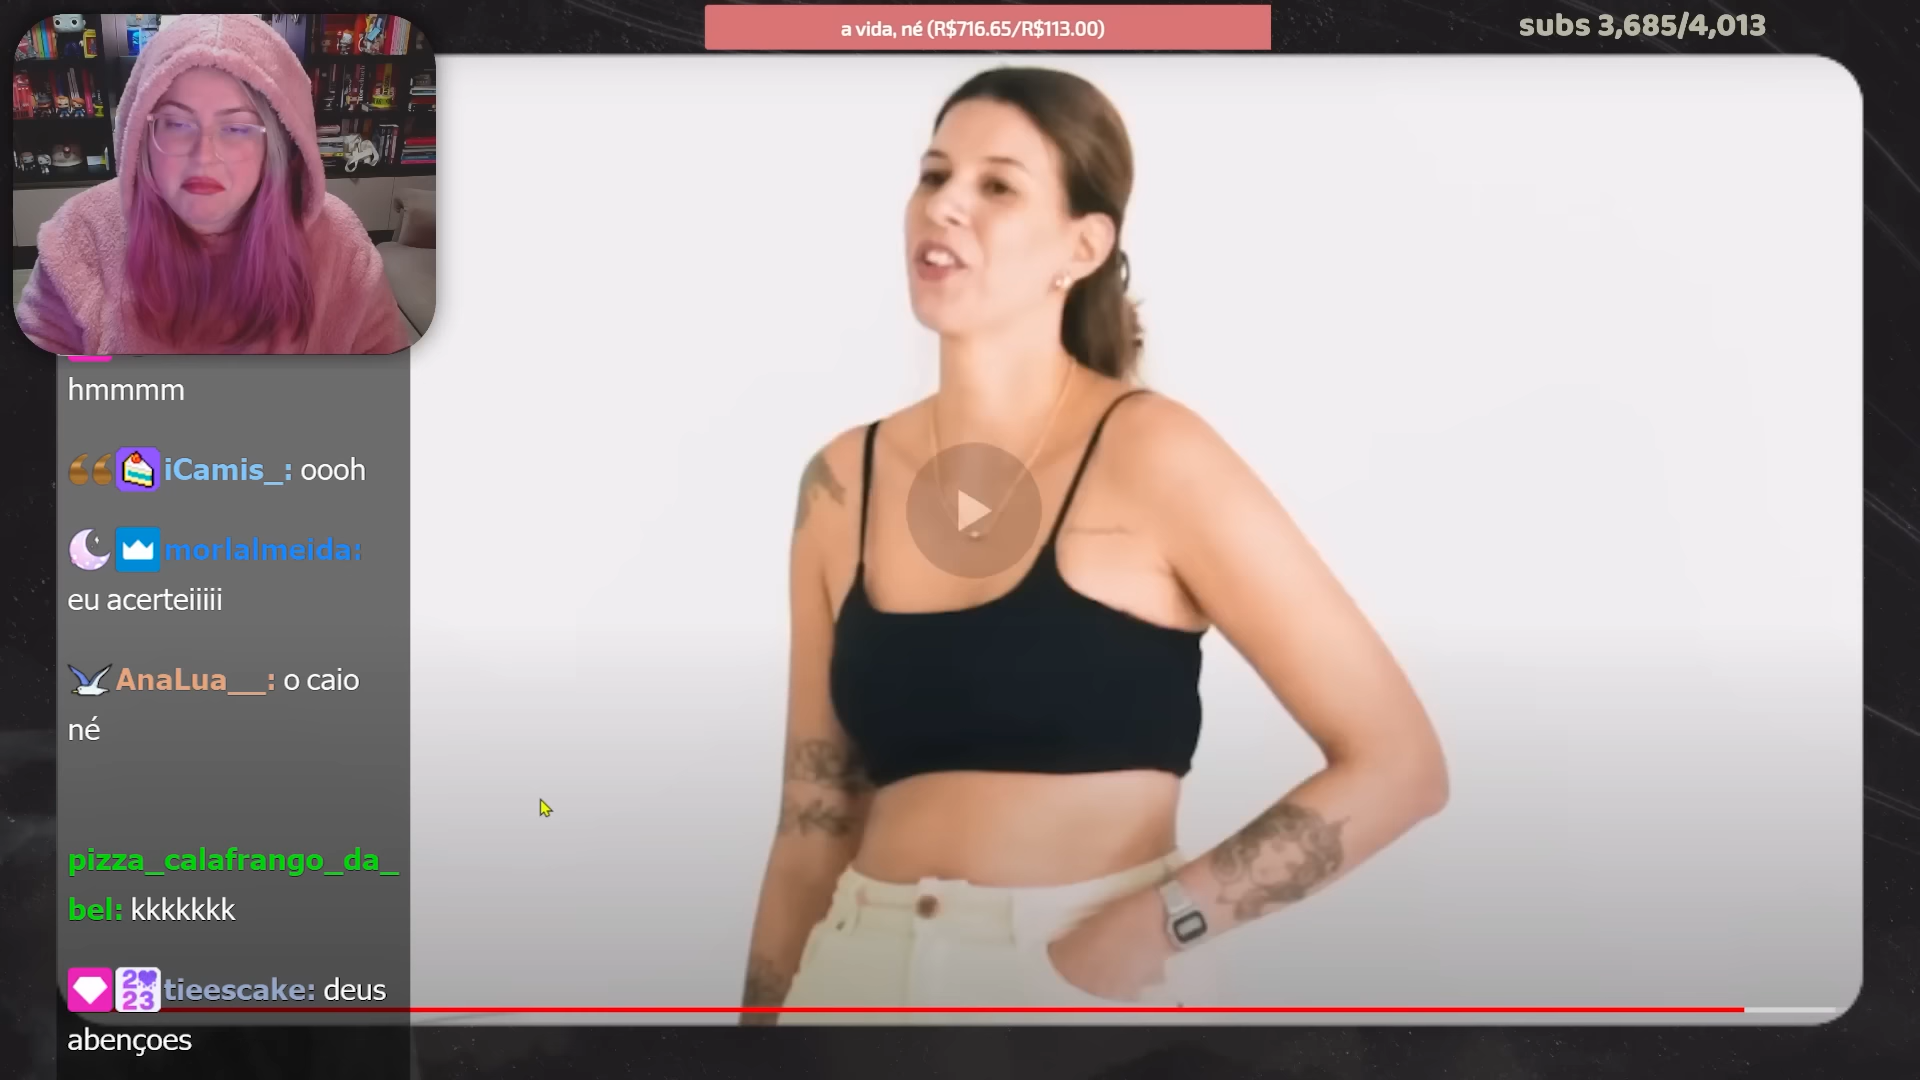 a vida, né (R$716.65/R$113.00)
subs 3,685/4,013
hmmmm
iCamis_: oooh
morlalmeida:
eu acerteiiiii
AnaLua__: o caio
né
pizza_calafrango_da_
bel: kkkkkkk
2023 tieescake: deus
abençoes